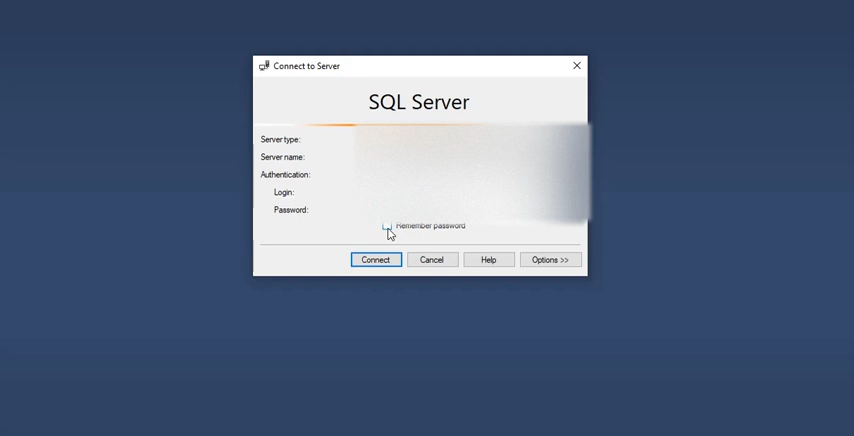 Connect to Server
SQL Server
Server type:
Server name:
Authentication:
Login:
Password:
Remember password
Connect Cancel Help Options >>